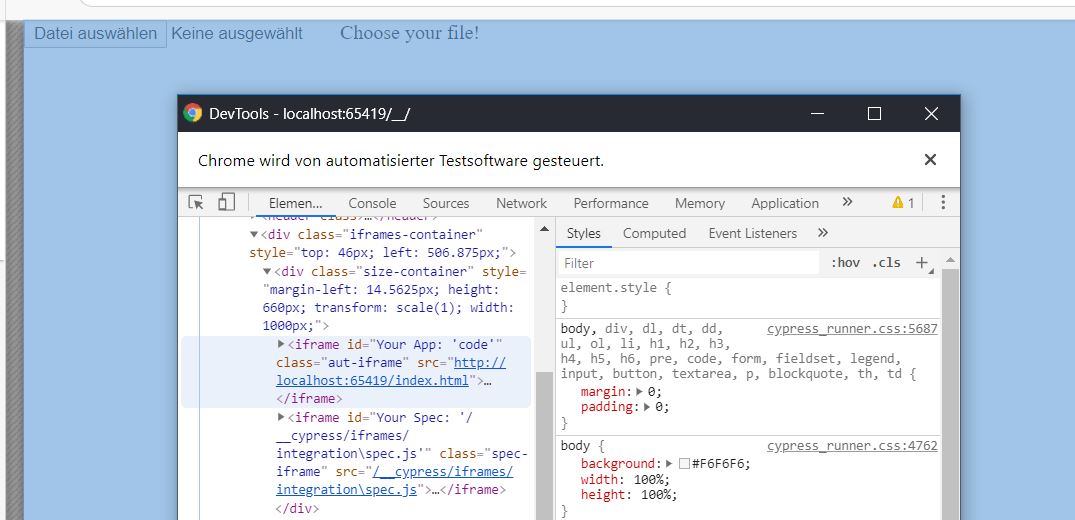 Datei auswählen Keine ausgewählt Choose your file!
DevTools - localhost:65419/__/
Chrome wird von automatisierter Testsoftware gesteuert.
Elemen... Console Sources Network Performance Memory Application » 1
<header class>…</header>
<div class="iframes-container"
style="top: 46px; left: 506.875px;">
<div class="size-container" style=
"margin-left: 14.5625px; height:
660px; transform: scale(1); width:
1000px;">
<iframe id="Your App: 'code'"
class="aut-iframe" src="http://
localhost:65419/index.html">…
</iframe>
<iframe id="Your Spec: '/
__cypress/iframes/
integration\spec.js'" class="spec-
iframe" src="/__cypress/iframes/
integration\spec.js">…</iframe>
</div>
Styles Computed Event Listeners »
Filter :hov .cls +
element.style {
}
body, div, dl, dt, dd, cypress_runner.css:5687
ul, ol, li, h1, h2, h3,
h4, h5, h6, pre, code, form, fieldset, legend,
input, button, textarea, p, blockquote, th, td {
margin: 0;
padding: 0;
}
body { cypress_runner.css:4762
background: #F6F6F6;
width: 100%;
height: 100%;
}